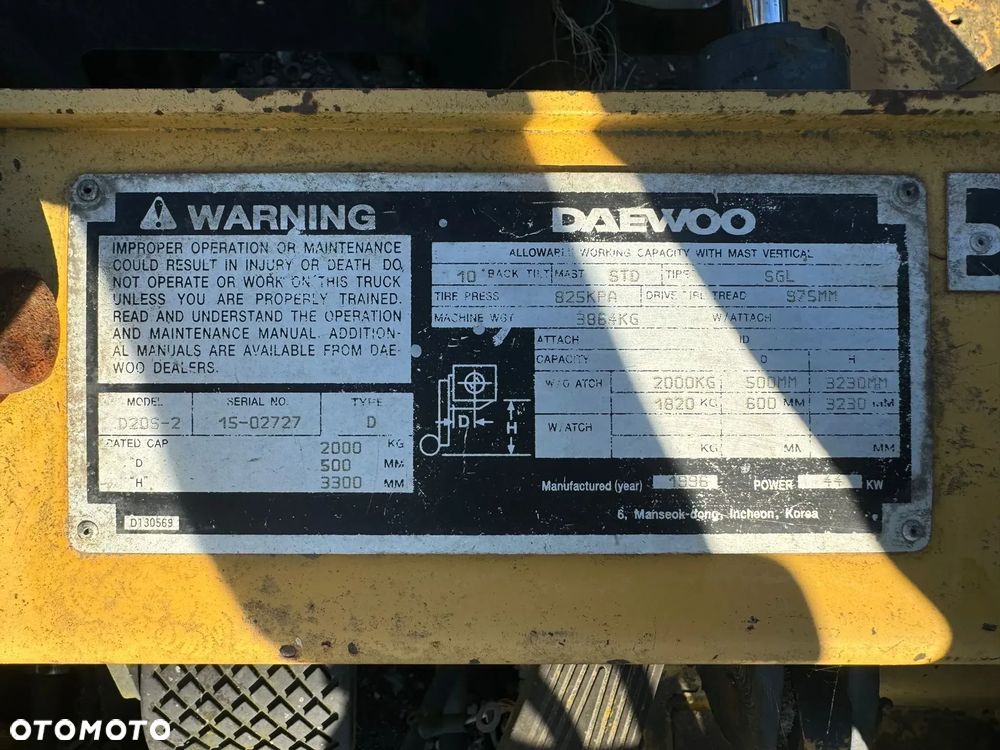 WARNING
IMPROPER OPERATION OR MAINTENANCE
COULD RESULT IN INJURY OR DEATH. DO
NOT OPERATE OR WORK ON THIS TRUCK
UNLESS YOU ARE PROPERLY TRAINED.
READ AND UNDERSTAND THE OPERATION
AND MAINTENANCE MANUAL. ADDITION-
AL MANUALS ARE AVAILABLE FROM DAE-
WOO DEALERS.
MODEL SERIAL NO. TYPE
D20S-2 15-02727 D
RATED CAP 2000 KG
"D" 500 MM
"H" 3300 MM
D130569
DAEWOO
ALLOWABLE WORKING CAPACITY WITH MAST VERTICAL
10 °BACK TILT MAST STD TIRE SGL
TIRE PRESS 825KPA DRIVE TREAD 975MM
MACHINE WGT 3864KG W/ATTACH
ATTACH ID
CAPACITY D H
2000KG 500MM 3230MM
1820 KG 600 MM 3230 MM
W/ATCH
KG MM MM
D
H
Manufactured (year) 1996 POWER 44 KW
6, Manseok-dong, Incheon, Korea
OTOMOTO